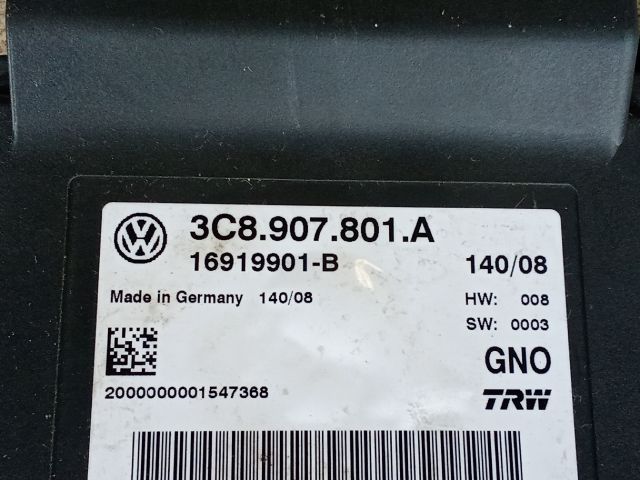 3C8.907.801.A
16919901-B 140/08
Made in Germany 140/08 HW: 008
SW: 0003
GNO
2000000001547368 TRW